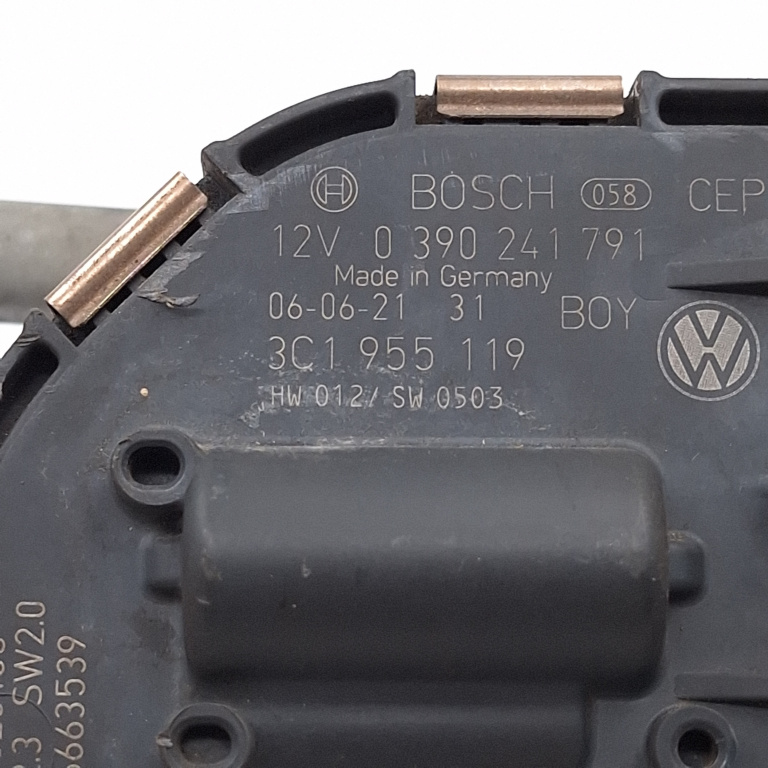 BOSCH 058 CEP
12V 0 390 241 791
Made in Germany
06-06-21 31 BOY
3C1 955 119
HW 012/ SW 0503
SW2.0
6663539